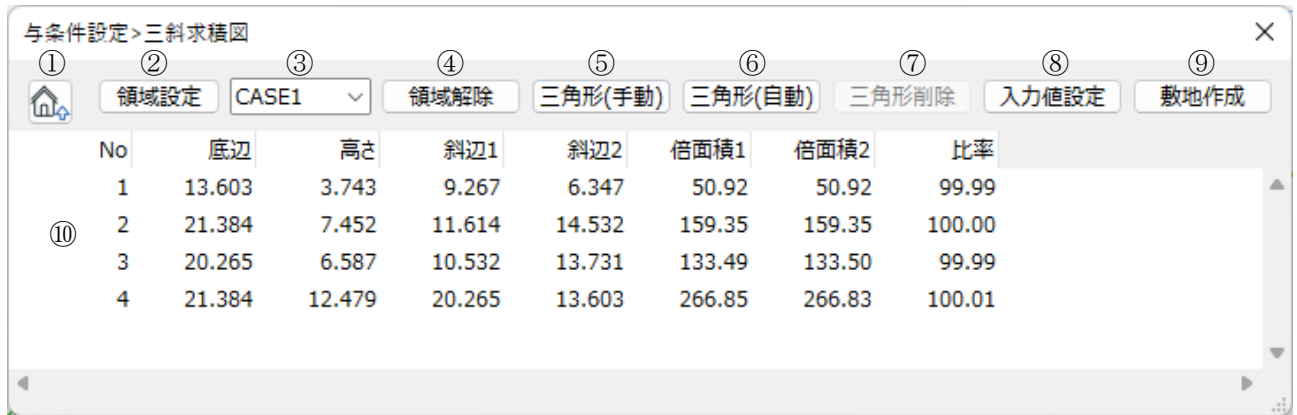 与条件設定>三斜求積図
① ② ③ ④ ⑤ ⑥ ⑦ ⑧ ⑨
領域設定 CASE1 領域解除 三角形(手動) 三角形(自動) 三角形削除 入力値設定 敷地作成
No 底辺 高さ 斜辺1 斜辺2 倍面積1 倍面積2 比率
1 13.603 3.743 9.267 6.347 50.92 50.92 99.99
⑩ 2 21.384 7.452 11.614 14.532 159.35 159.35 100.00
3 20.265 6.587 10.532 13.731 133.49 133.50 99.99
4 21.384 12.479 20.265 13.603 266.85 266.83 100.01